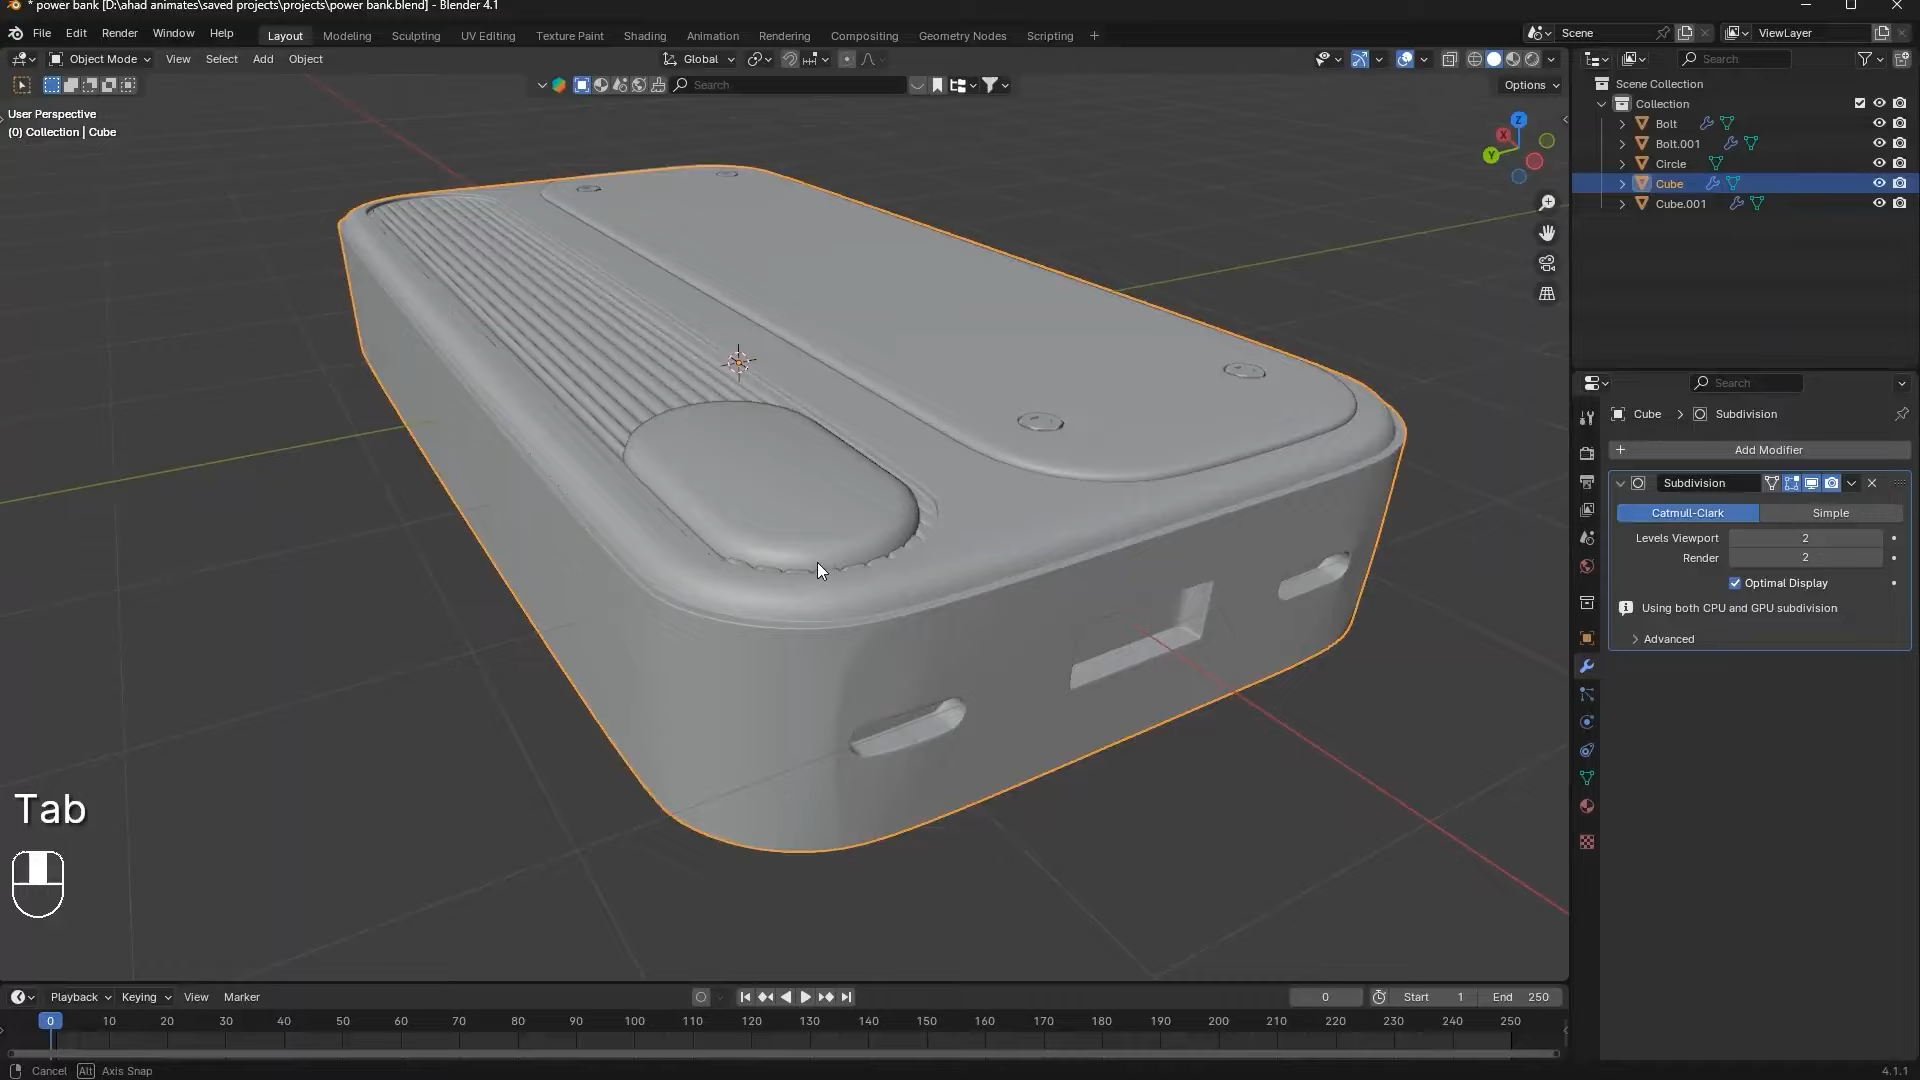 * power bank [D:\ahad animates\saved projects\projects\power bank.blend] - Blender 4.1
File Edit Render Window Help Layout Modeling Sculpting UV Editing Texture Paint Shading Animation Rendering Compositing Geometry Nodes Scripting + Scene ViewLayer
Object Mode View Select Add Object Global Search
Search Options
User Perspective
(0) Collection | Cube
Z
X
Y
Scene Collection
Collection
Bolt
Bolt.001
Circle
Cube
Cube.001
Search
Cube > Subdivision
+ Add Modifier
Subdivision
Catmull-Clark Simple
Levels Viewport 2
Render 2
Optimal Display
Using both CPU and GPU subdivision
Advanced
Tab
Playback Keying View Marker 0 Start 1 End 250
0 10 20 30 40 50 60 70 80 90 100 110 120 130 140 150 160 170 180 190 200 210 220 230 240 250
Cancel Alt Axis Snap 4.1.1